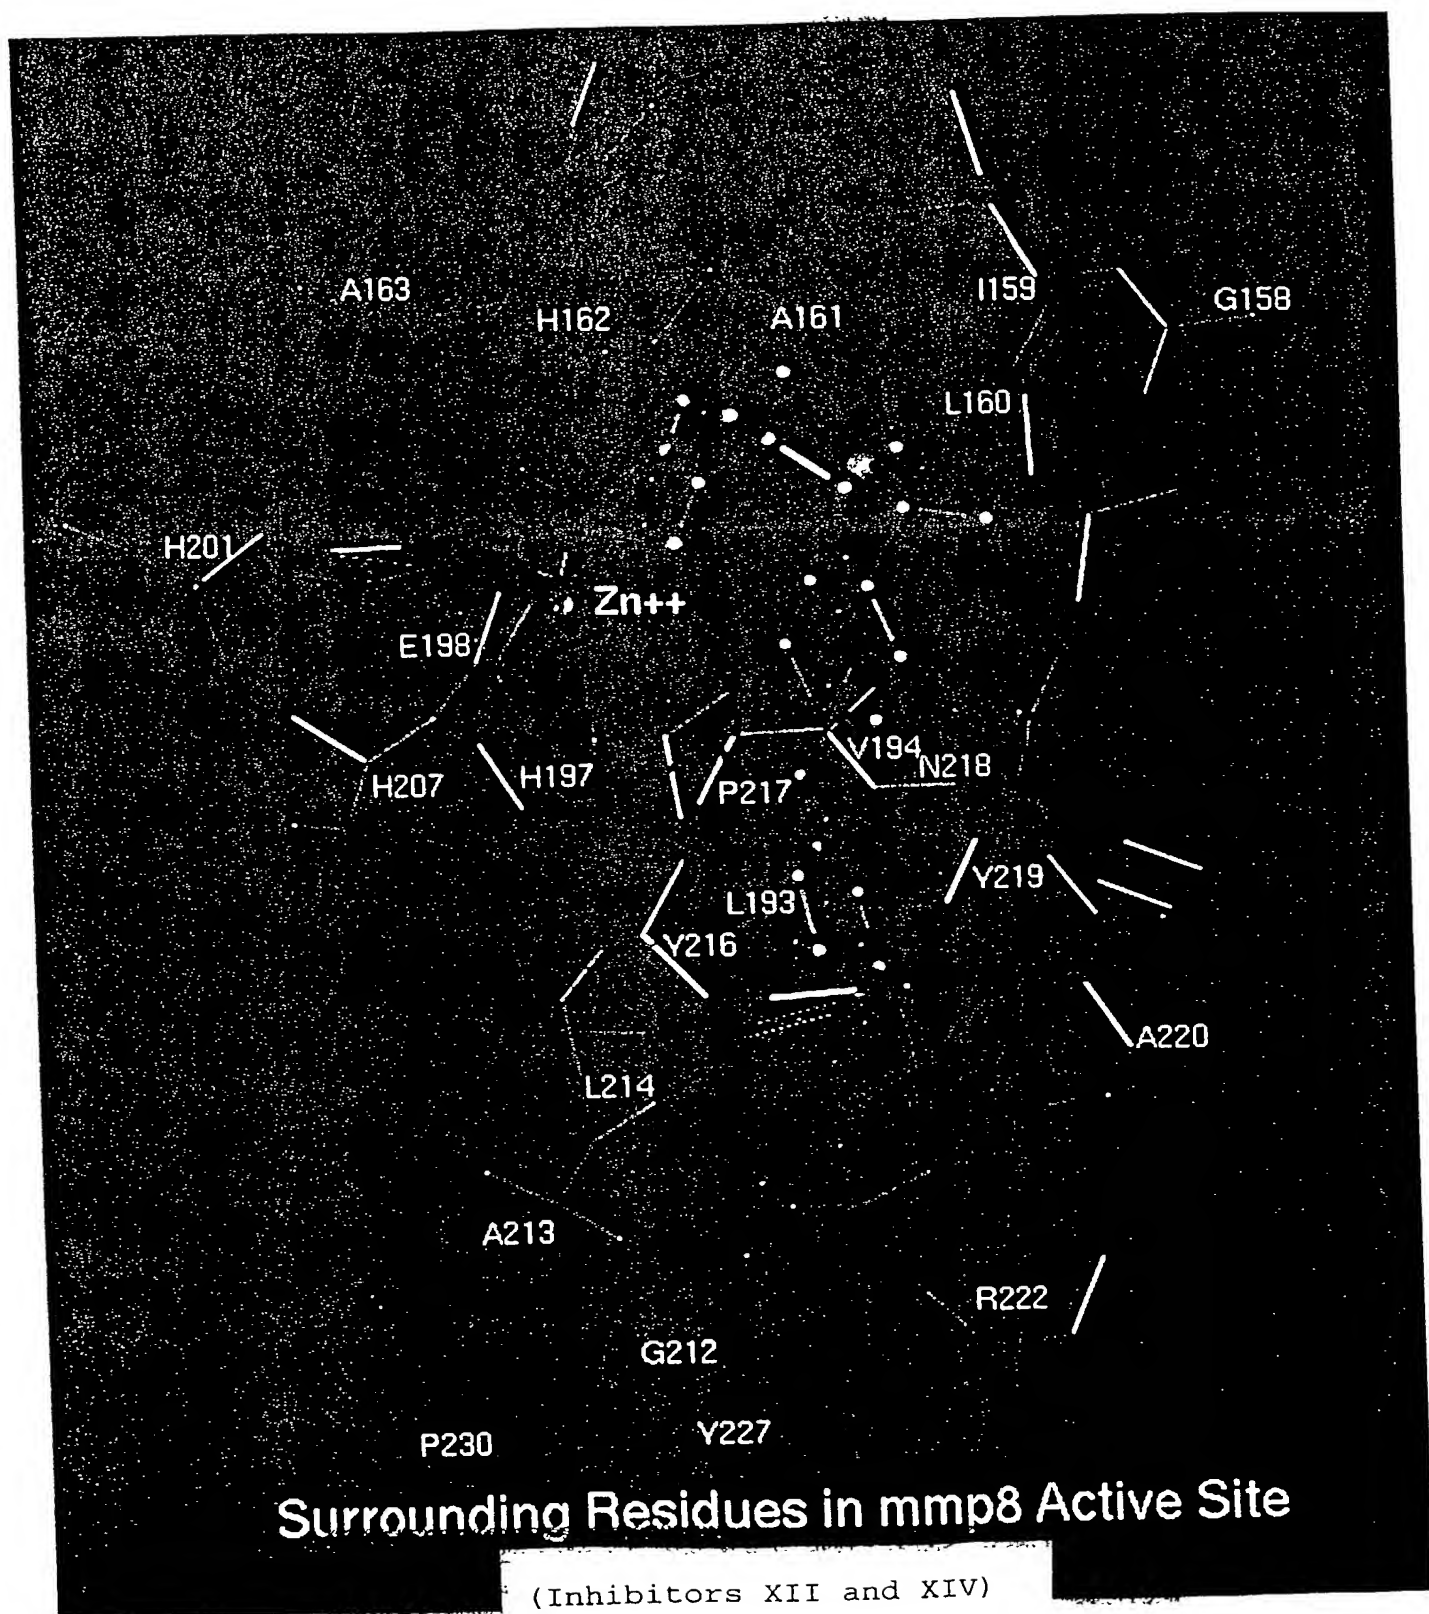 A163
H162
A161
I159
G158
L160
H201
Zn++
E198
H207
H197
P217
V194
N218
Y219
L193
Y216
A220
L214
A213
R222
G212
P230
Y227
Surrounding Residues in mmp8 Active Site
(Inhibitors XII and XIV)